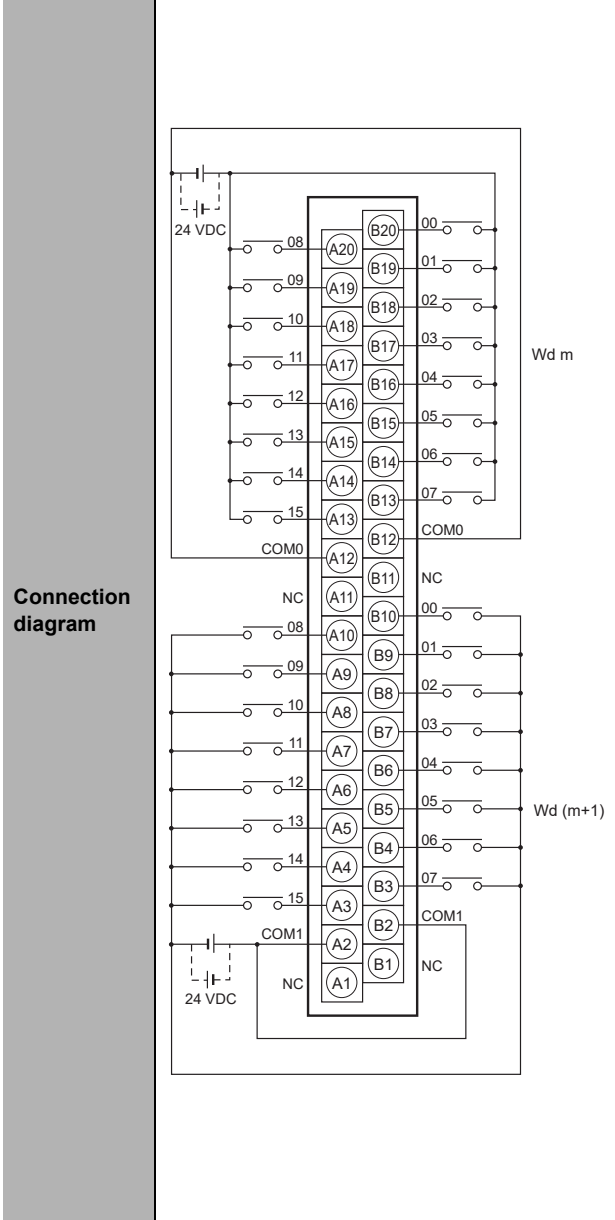 Connection
diagram
24 VDC
08 A20
09 A19
10 A18
11 A17
12 A16
13 A15
14 A14
15 A13
COM0 A12
NC A11
08 A10
09 A9
10 A8
11 A7
12 A6
13 A5
14 A4
15 A3
COM1 A2
NC A1
24 VDC
B20 00
B19 01
B18 02
B17 03
B16 04
B15 05
B14 06
B13 07
B12 COM0
B11 NC
B10 00
B9 01
B8 02
B7 03
B6 04
B5 05
B4 06
B3 07
B2 COM1
B1 NC
Wd m
Wd (m+1)